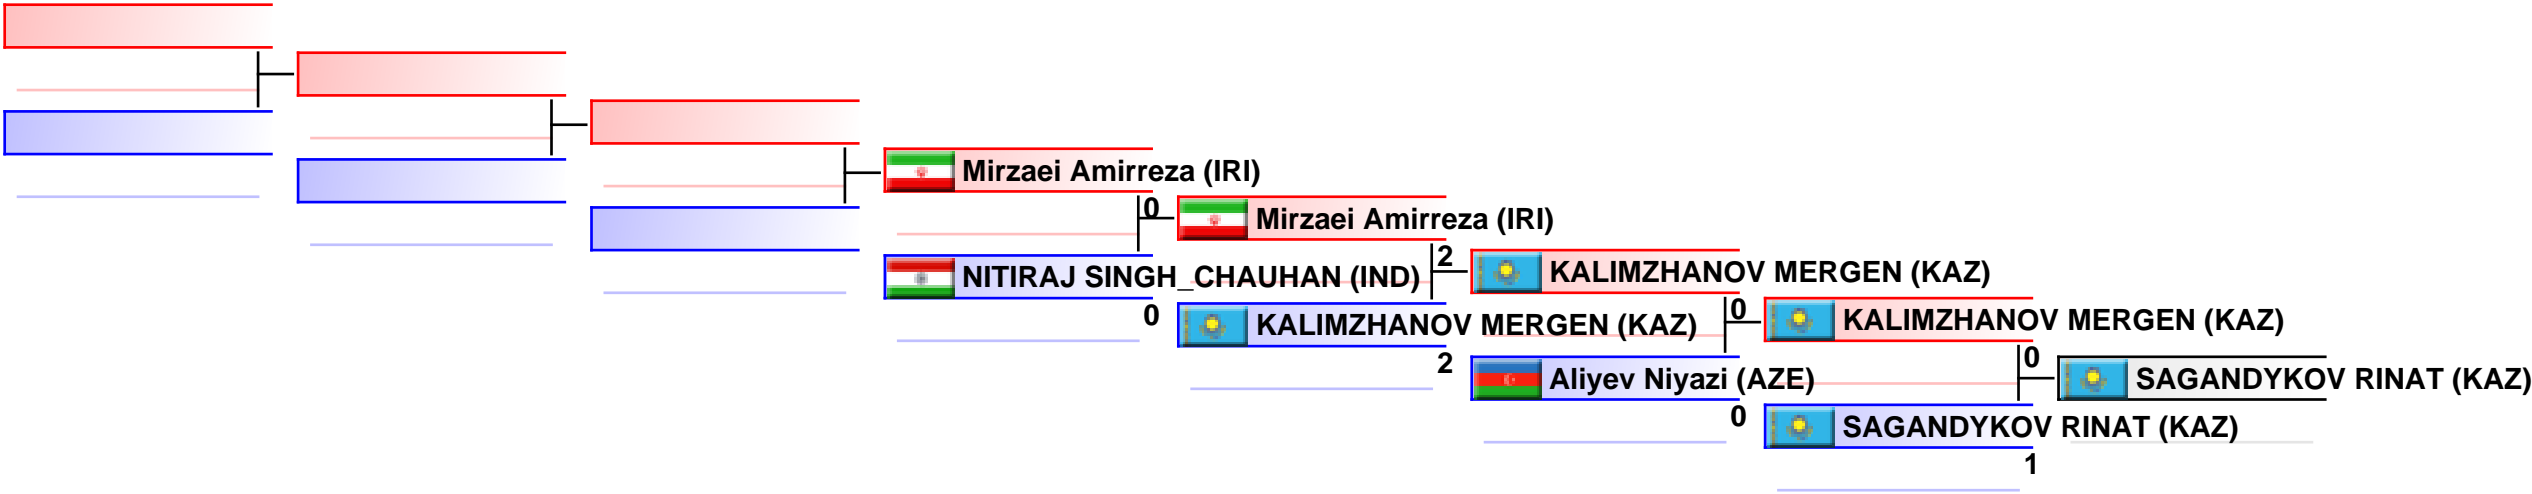 Mirzaei Amirreza (IRI)
0
Mirzaei Amirreza (IRI)
NITIRAJ SINGH_CHAUHAN (IND)
2
KALIMZHANOV MERGEN (KAZ)
0
KALIMZHANOV MERGEN (KAZ)
0
KALIMZHANOV MERGEN (KAZ)
2
Aliyev Niyazi (AZE)
0
SAGANDYKOV RINAT (KAZ)
0
SAGANDYKOV RINAT (KAZ)
1